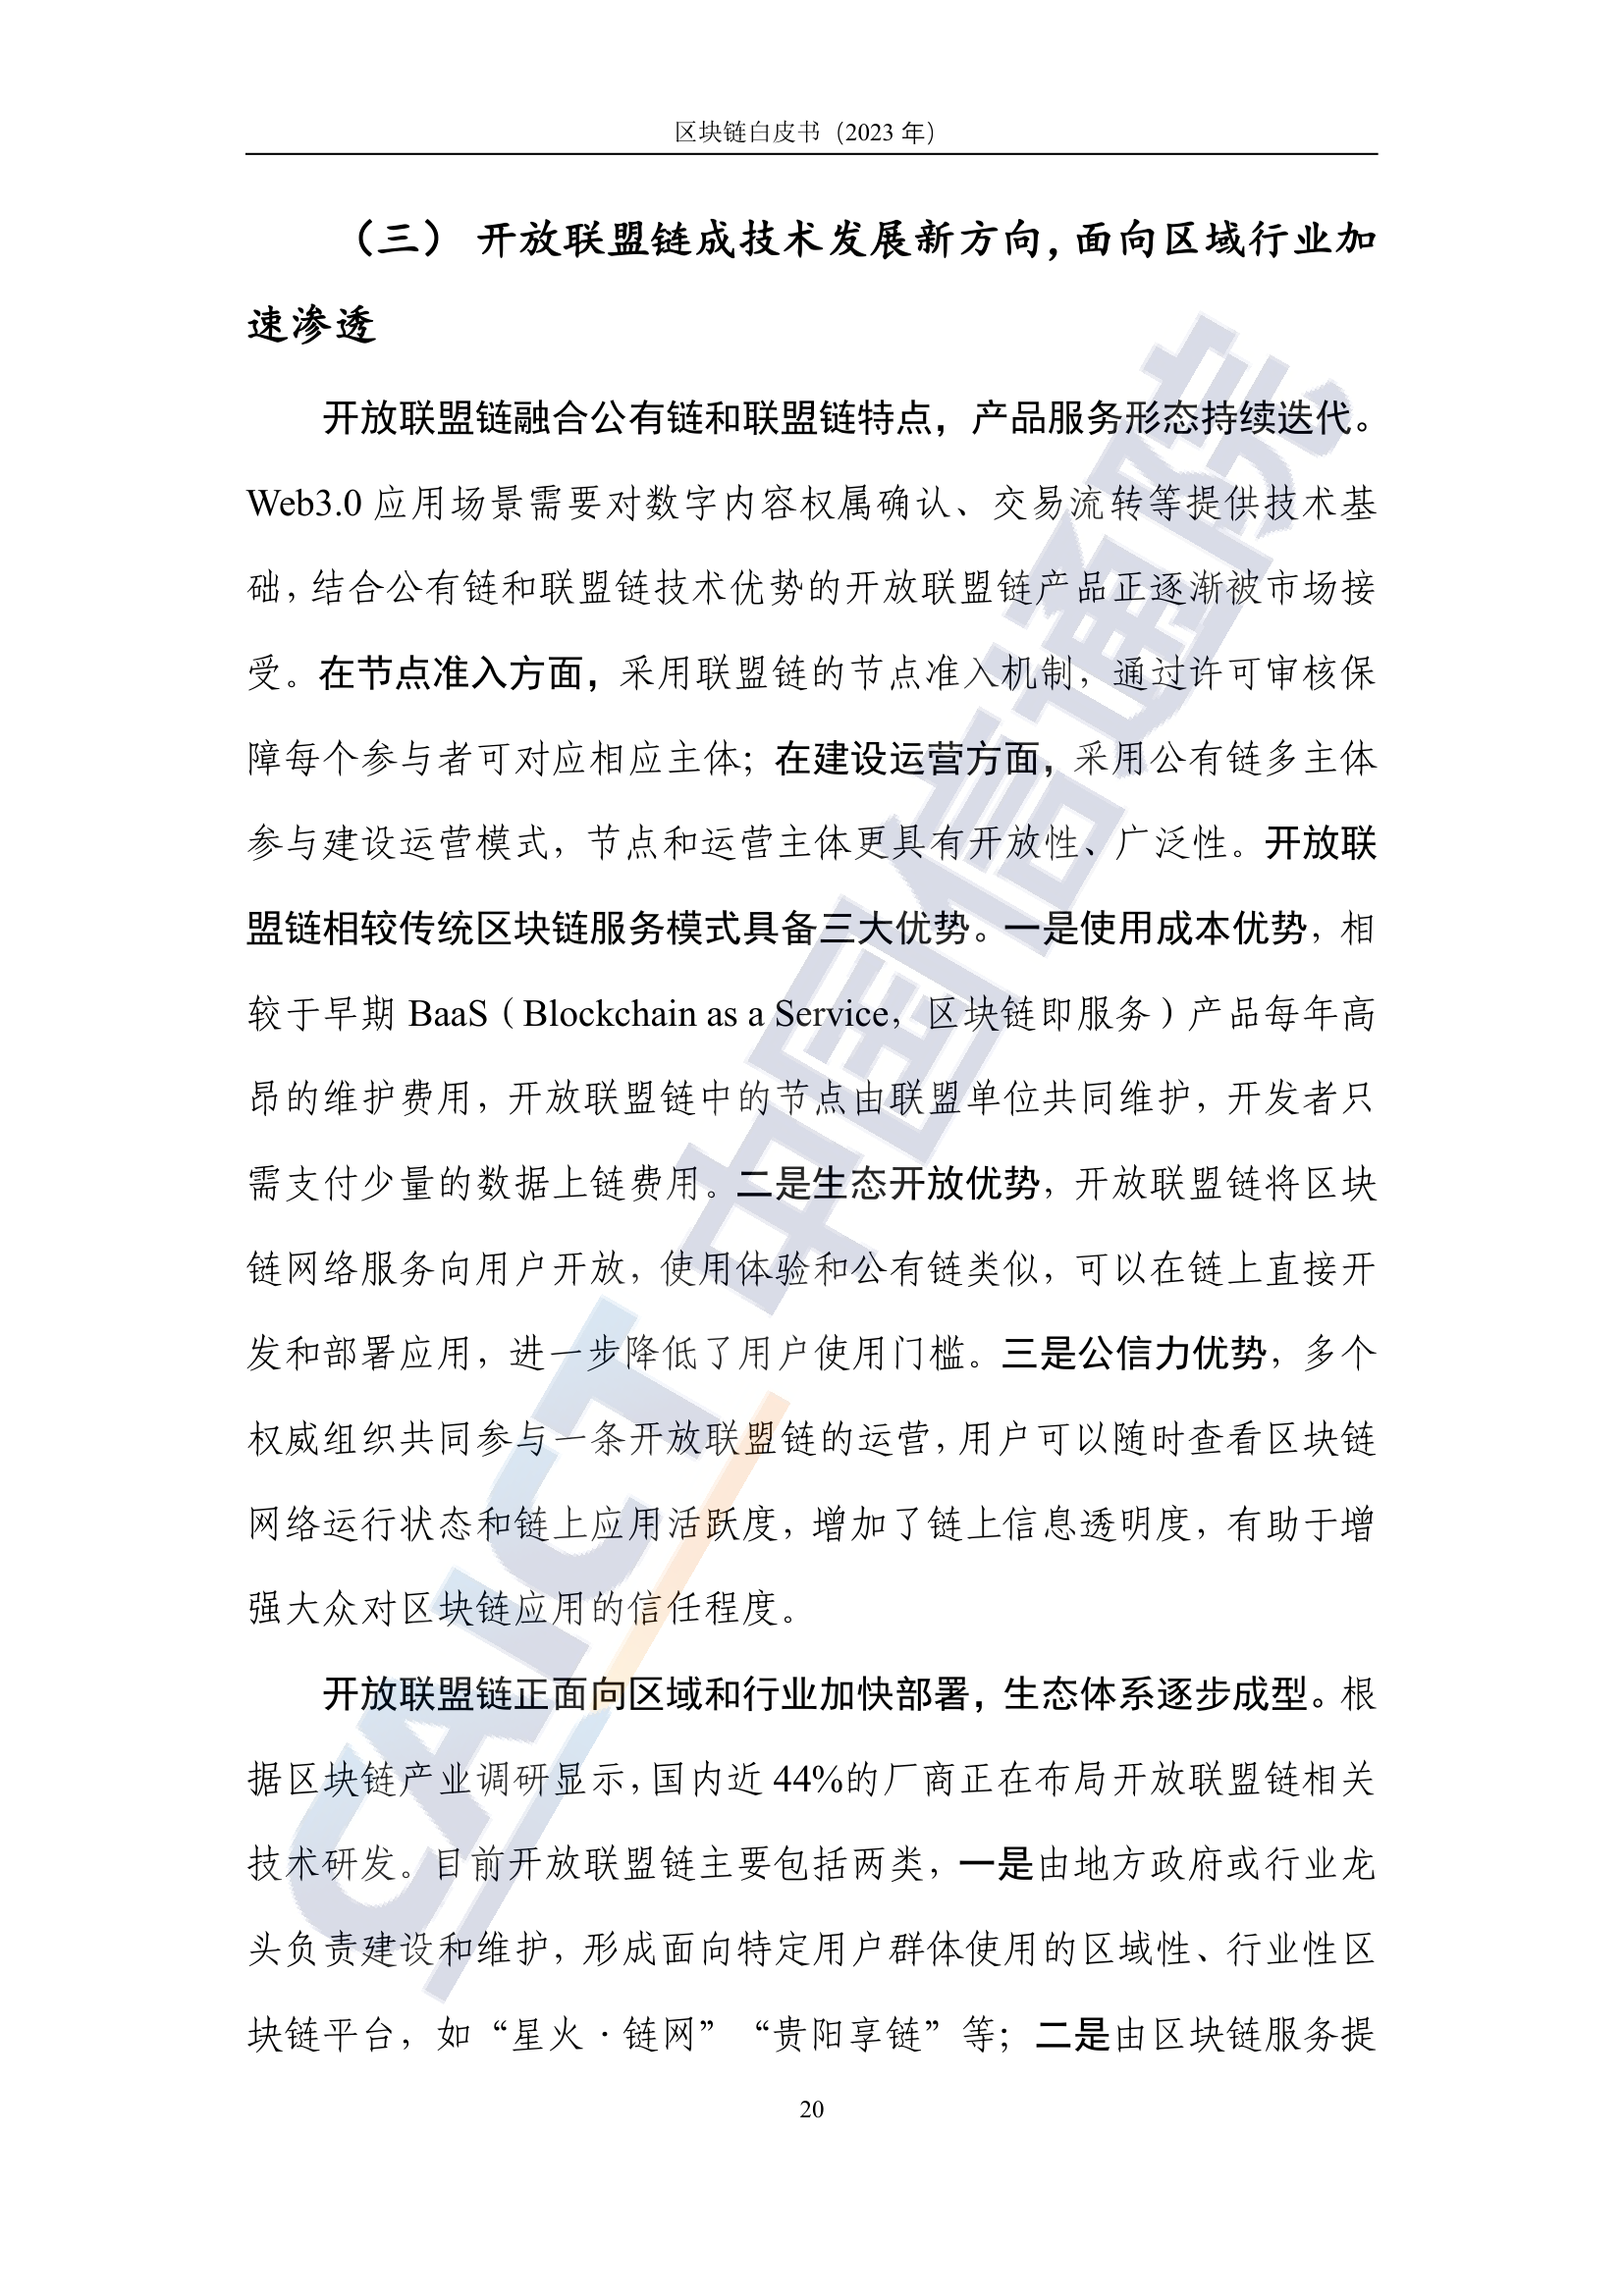 区块链白皮书（2023 年）
（三） 开放联盟链成技术发展新方向，面向区域行业加
速渗透
开放联盟链融合公有链和联盟链特点，产品服务形态持续迭代。
Web3.0 应用场景需要对数字内容权属确认、交易流转等提供技术基
础，结合公有链和联盟链技术优势的开放联盟链产品正逐渐被市场接
受。在节点准入方面，采用联盟链的节点准入机制，通过许可审核保
障每个参与者可对应相应主体；在建设运营方面，采用公有链多主体
参与建设运营模式，节点和运营主体更具有开放性、广泛性。开放联
盟链相较传统区块链服务模式具备三大优势。一是使用成本优势，相
较于早期 BaaS（Blockchain as a Service，区块链即服务）产品每年高
昂的维护费用，开放联盟链中的节点由联盟单位共同维护，开发者只
需支付少量的数据上链费用。二是生态开放优势，开放联盟链将区块
链网络服务向用户开放，使用体验和公有链类似，可以在链上直接开
发和部署应用，进一步降低了用户使用门槛。三是公信力优势，多个
权威组织共同参与一条开放联盟链的运营，用户可以随时查看区块链
网络运行状态和链上应用活跃度，增加了链上信息透明度，有助于增
强大众对区块链应用的信任程度。
开放联盟链正面向区域和行业加快部署，生态体系逐步成型。根
据区块链产业调研显示，国内近 44%的厂商正在布局开放联盟链相关
技术研发。目前开放联盟链主要包括两类，一是由地方政府或行业龙
头负责建设和维护，形成面向特定用户群体使用的区域性、行业性区
块链平台，如“星火·链网”“贵阳享链”等；二是由区块链服务提
20
CAICT 中国信通院